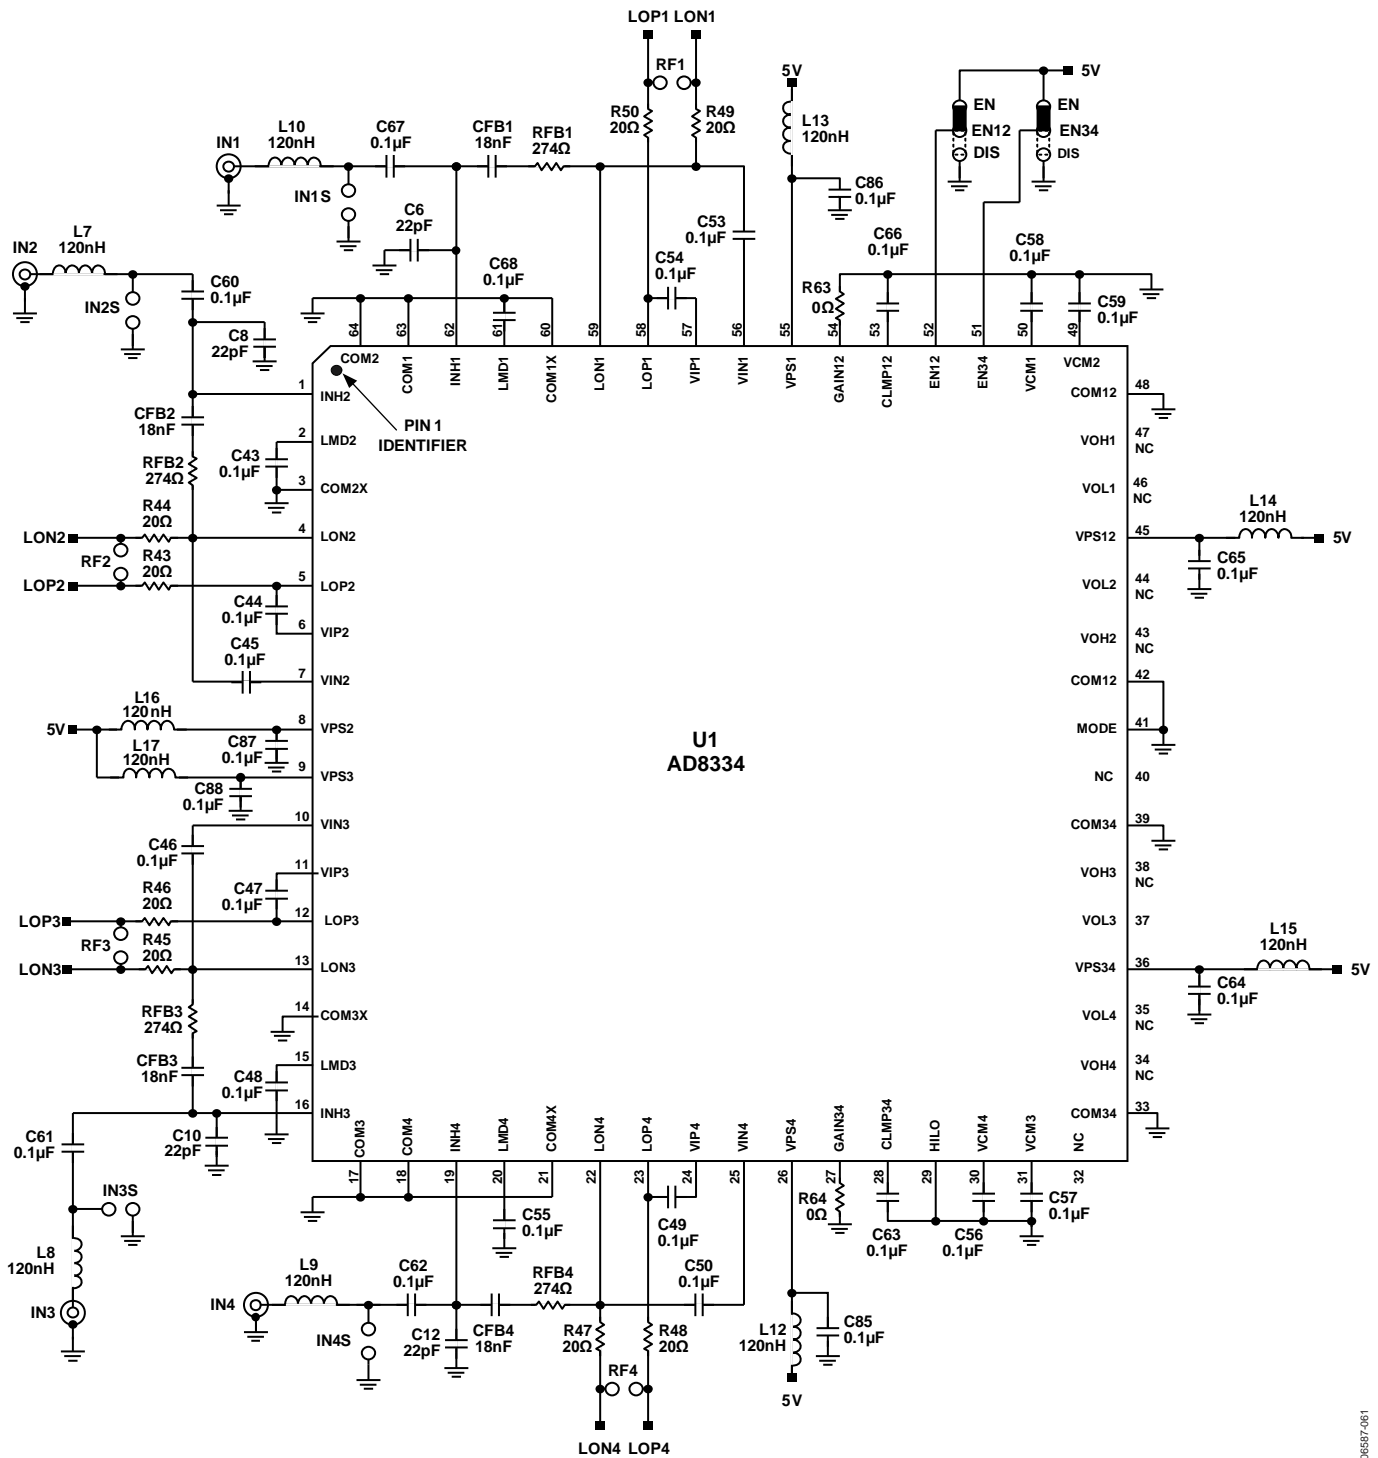 LOP1 LON1
RF1
5V
5V
R50
20Ω
R49
20Ω
L13
120nH
EN
EN12
DIS
EN
EN34
DIS
IN1
L10
120nH
C67
0.1µF
CFB1
18nF
RFB1
274Ω
IN1S
C6
22pF
C86
0.1µF
C53
0.1µF
C66
0.1µF
C58
0.1µF
IN2
L7
120nH
C68
0.1µF
C54
0.1µF
R63
0Ω
C59
0.1µF
C60
0.1µF
IN2S
C8
22pF
64
63
62
61
60
59
58
57
56
55
54
53
52
51
50
49
COM2
COM1
INH1
LMD1
COM1X
LON1
LOP1
VIP1
VIN1
VPS1
GAIN12
CLMP12
EN12
EN34
VCM1
VCM2
PIN 1
IDENTIFIER
1
INH2
CFB2
18nF
2
LMD2
C43
0.1µF
RFB2
274Ω
3
COM2X
R44
20Ω
LON2
4
LON2
RF2
R43
20Ω
LOP2
5
LOP2
C44
0.1µF
6
VIP2
C45
0.1µF
7
VIN2
L16
120nH
5V
8
VPS2
L17
120nH
C87
0.1µF
9
VPS3
C88
0.1µF
10
VIN3
C46
0.1µF
11
VIP3
C47
0.1µF
R46
20Ω
LOP3
12
LOP3
RF3
R45
20Ω
LON3
13
LON3
RFB3
274Ω
14
COM3X
CFB3
18nF
15
LMD3
C48
0.1µF
16
INH3
U1
AD8334
COM12
48
VOH1
47
NC
VOL1
46
NC
VPS12
45
L14
120nH
5V
C65
0.1µF
VOL2
44
NC
VOH2
43
NC
COM12
42
MODE
41
NC
40
COM34
39
VOH3
38
NC
VOL3
37
VPS34
36
L15
120nH
5V
C64
0.1µF
VOL4
35
NC
VOH4
34
NC
COM34
33
COM3
COM4
INH4
LMD4
COM4X
LON4
LOP4
VIP4
VIN4
VPS4
GAIN34
CLMP34
HILO
VCM4
VCM3
NC
17
18
19
20
21
22
23
24
25
26
27
28
29
30
31
32
C61
0.1µF
C10
22pF
IN3S
L8
120nH
IN3
C55
0.1µF
C49
0.1µF
R64
0Ω
C63
0.1µF
C56
0.1µF
C57
0.1µF
IN4
L9
120nH
C62
0.1µF
RFB4
274Ω
C50
0.1µF
IN4S
C12
22pF
CFB4
18nF
R47
20Ω
R48
20Ω
L12
120nH
C85
0.1µF
RF4
5V
LON4 LOP4
06587-061